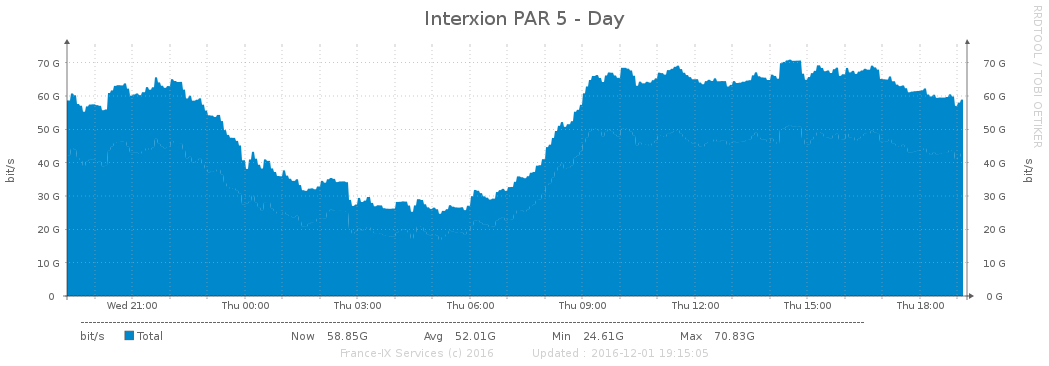 Interxion PAR 5 - Day
RRDTOOL / TOBI OETIKER
bit/s
70 G 70 G
60 G 60 G
50 G 50 G
40 G 40 G
30 G 30 G
20 G 20 G
10 G 10 G
0 0 G
bit/s
Wed 21:00 Thu 00:00 Thu 03:00 Thu 06:00 Thu 09:00 Thu 12:00 Thu 15:00 Thu 18:00
bit/s Total Now 58.85G Avg 52.01G Min 24.61G Max 70.83G
France-IX Services (c) 2016 Updated : 2016-12-01 19:15:05